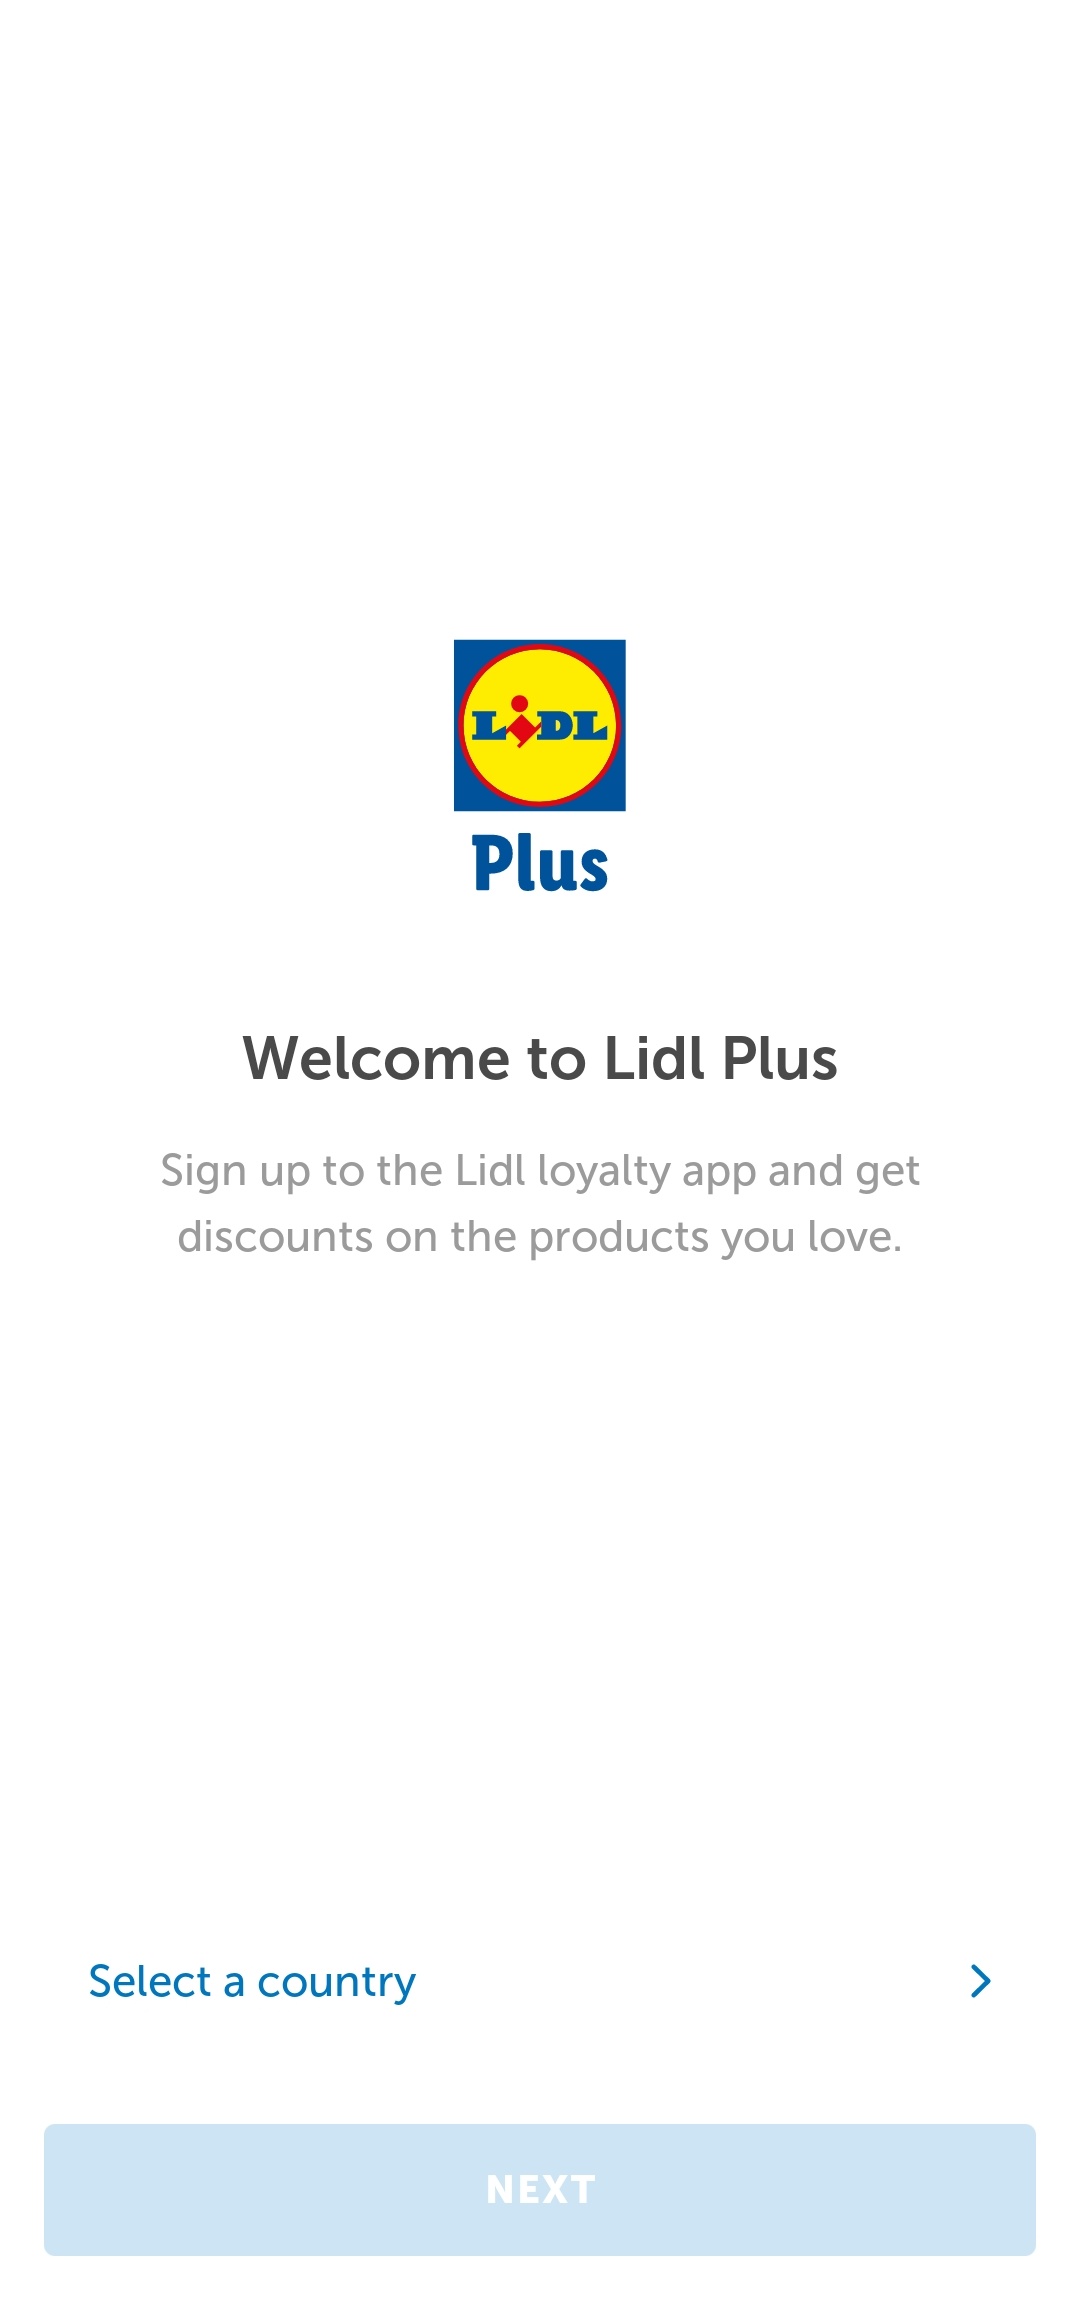 LiDL
Plus
Welcome to Lidl Plus
Sign up to the Lidl loyalty app and get
discounts on the products you love.
Select a country
NEXT